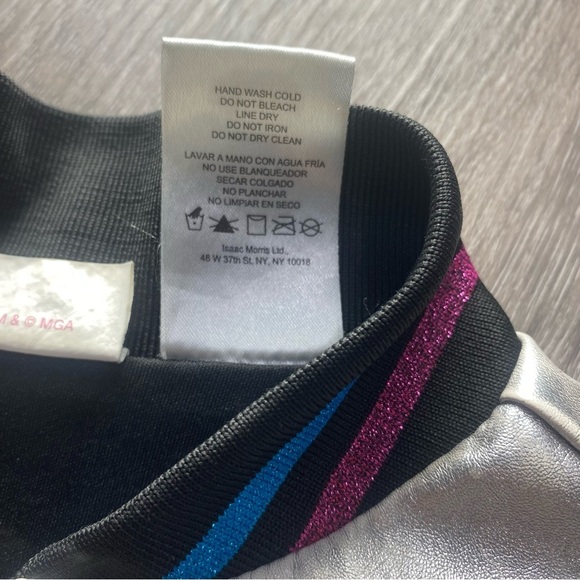 HAND WASH COLD
DO NOT BLEACH
LINE DRY
DO NOT IRON
DO NOT DRY CLEAN
LAVAR A MANO CON AGUA FRÍA
NO USE BLANQUEADOR
SECAR COLGADO
NO PLANCHAR
NO LIMPIAR EN SECO
Isaac Morris Ltd.,
48 W 37th St, NY, NY 10018
& © MGA